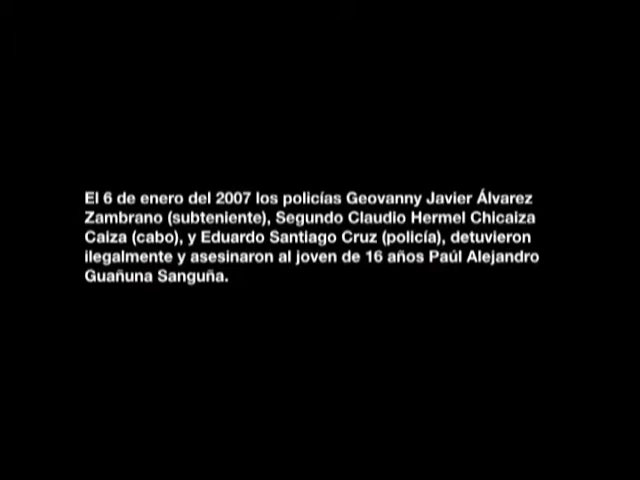 El 6 de enero del 2007 los policías Geovanny Javier Álvarez
Zambrano (subteniente), Segundo Claudio Hermel Chicaiza
Caiza (cabo), y Eduardo Santiago Cruz (policía), detuvieron
ilegalmente y asesinaron al joven de 16 años Paúl Alejandro
Guañuna Sanguña.